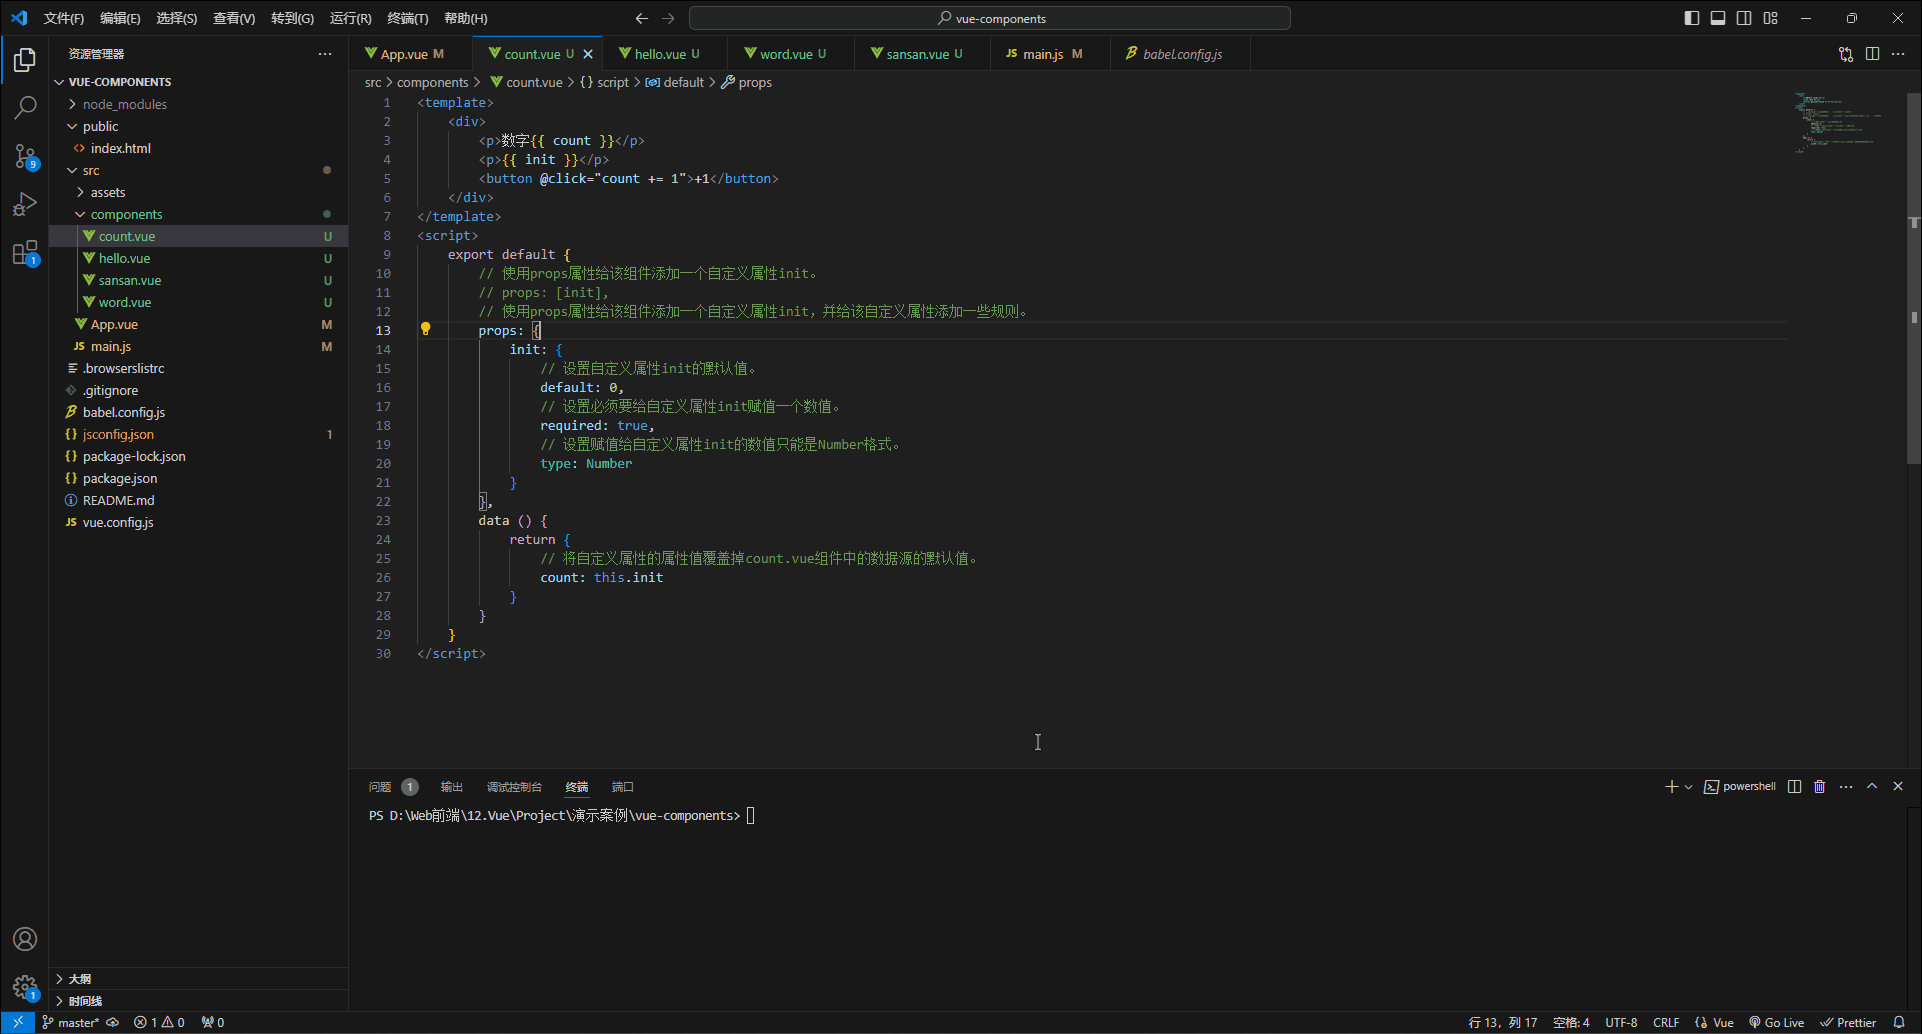 文件(F) 编辑(E) 选择(S) 查看(V) 转到(G) 运行(R) 终端(T) 帮助(H) vue-components
资源管理器
VUE-COMPONENTS
node_modules
public
index.html
src
assets
components
count.vue U
hello.vue U
sansan.vue U
word.vue U
App.vue M
main.js M
.browserslistrc
.gitignore
babel.config.js
jsconfig.json 1
package-lock.json
package.json
README.md
vue.config.js
大纲
时间线
9
1
1
App.vue M count.vue U hello.vue U word.vue U sansan.vue U main.js M babel.config.js
src > components > count.vue > {} script > default > props
1 <template>
2 <div>
3 <p>数字{{ count }}</p>
4 <p>{{ init }}</p>
5 <button @click="count += 1">+1</button>
6 </div>
7 </template>
8 <script>
9 export default {
10 // 使用props属性给该组件添加一个自定义属性init。
11 // props: [init],
12 // 使用props属性给该组件添加一个自定义属性init，并给该自定义属性添加一些规则。
13 props: {
14 init: {
15 // 设置自定义属性init的默认值。
16 default: 0,
17 // 设置必须要给自定义属性init赋值一个数值。
18 required: true,
19 // 设置赋值给自定义属性init的数值只能是Number格式。
20 type: Number
21 }
22 },
23 data () {
24 return {
25 // 将自定义属性的属性值覆盖掉count.vue组件中的数据源的默认值。
26 count: this.init
27 }
28 }
29 }
30 </script>
问题 1 输出 调试控制台 终端 端口 powershell
PS D:\Web前端\12.Vue\Project\演示案例\vue-components>
master* 1 0 0 行 13，列 17 空格: 4 UTF-8 CRLF Vue Go Live Prettier